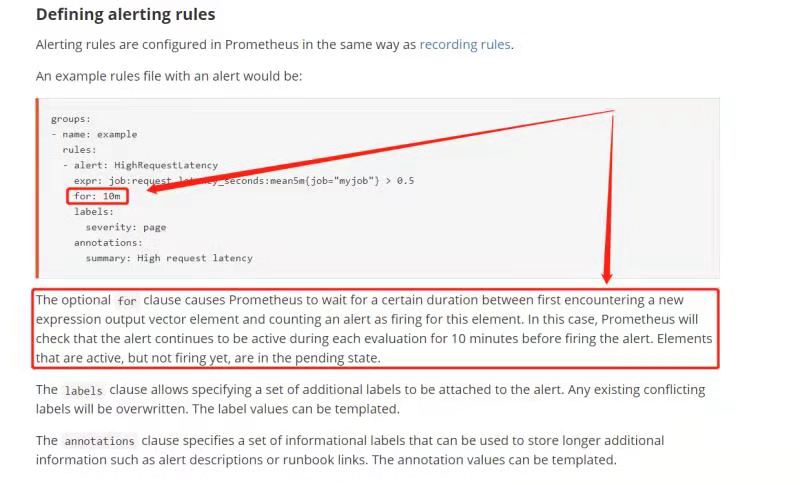 Defining alerting rules
Alerting rules are configured in Prometheus in the same way as recording rules.
An example rules file with an alert would be:
groups:
- name: example
  rules:
  - alert: HighRequestLatency
    expr: job:request_latency_seconds:mean5m{job="myjob"} > 0.5
    for: 10m
    labels:
      severity: page
    annotations:
      summary: High request latency
The optional for clause causes Prometheus to wait for a certain duration between first encountering a new
expression output vector element and counting an alert as firing for this element. In this case, Prometheus will
check that the alert continues to be active during each evaluation for 10 minutes before firing the alert. Elements
that are active, but not firing yet, are in the pending state.
The labels clause allows specifying a set of additional labels to be attached to the alert. Any existing conflicting
labels will be overwritten. The label values can be templated.
The annotations clause specifies a set of informational labels that can be used to store longer additional
information such as alert descriptions or runbook links. The annotation values can be templated.